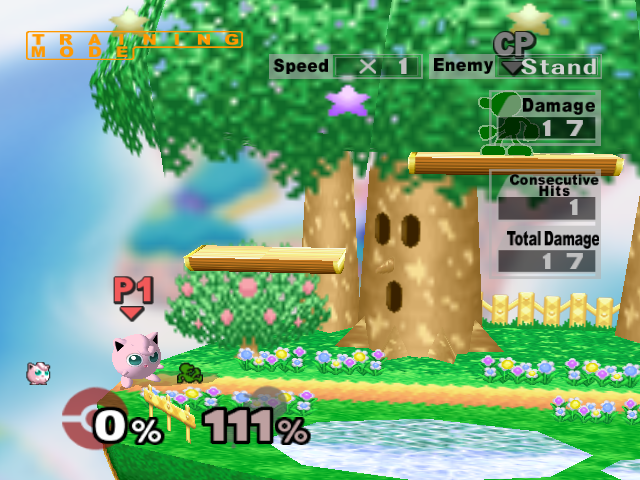 TRAINING
MODE
Speed × 1
Enemy Stand
CP
Damage
17
Consecutive
Hits
1
Total Damage
17
P1
0%
111%